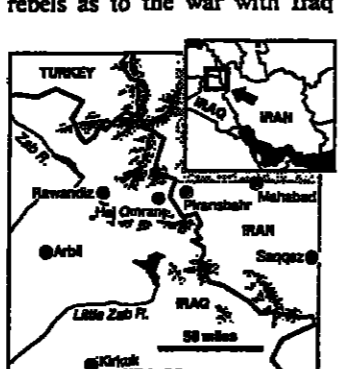 rebels as to the war with Iraq
TURKEY
IRAQ
IRAN
Zab R.
Rawandiz
Haj Omran
Piranshahr
Mahabad
IRAN
Arbil
Saqqez
IRAQ
Little Zab R.
50 miles
Kirkuk